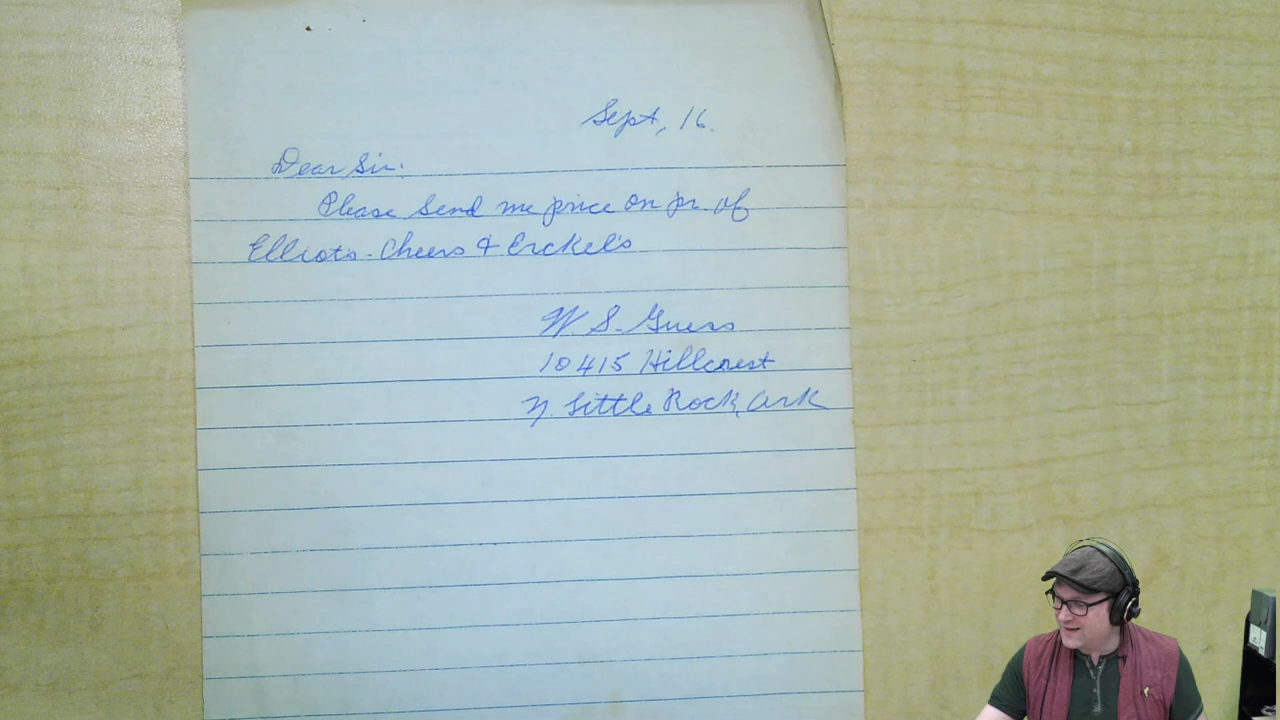 Sept, 16.
Dear Sir:
Please send me price on pr. of
Elliots - Cheers & Erckel's
W. S. Guess
10415 Hillcrest
N. Little Rock, Ark